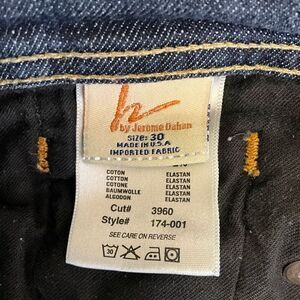 h
by Jerome Dahan
SIZE: 30
MADE IN U.S.A
IMPORTED FABRIC
COTON ELASTAN
COTTON ELASTAN
COTONE ELASTAN
BAUMWOLLE ELASTAN
ALGODON ELASTAN
Cut# 3960
Style# 174-001
SEE CARE ON REVERSE
30